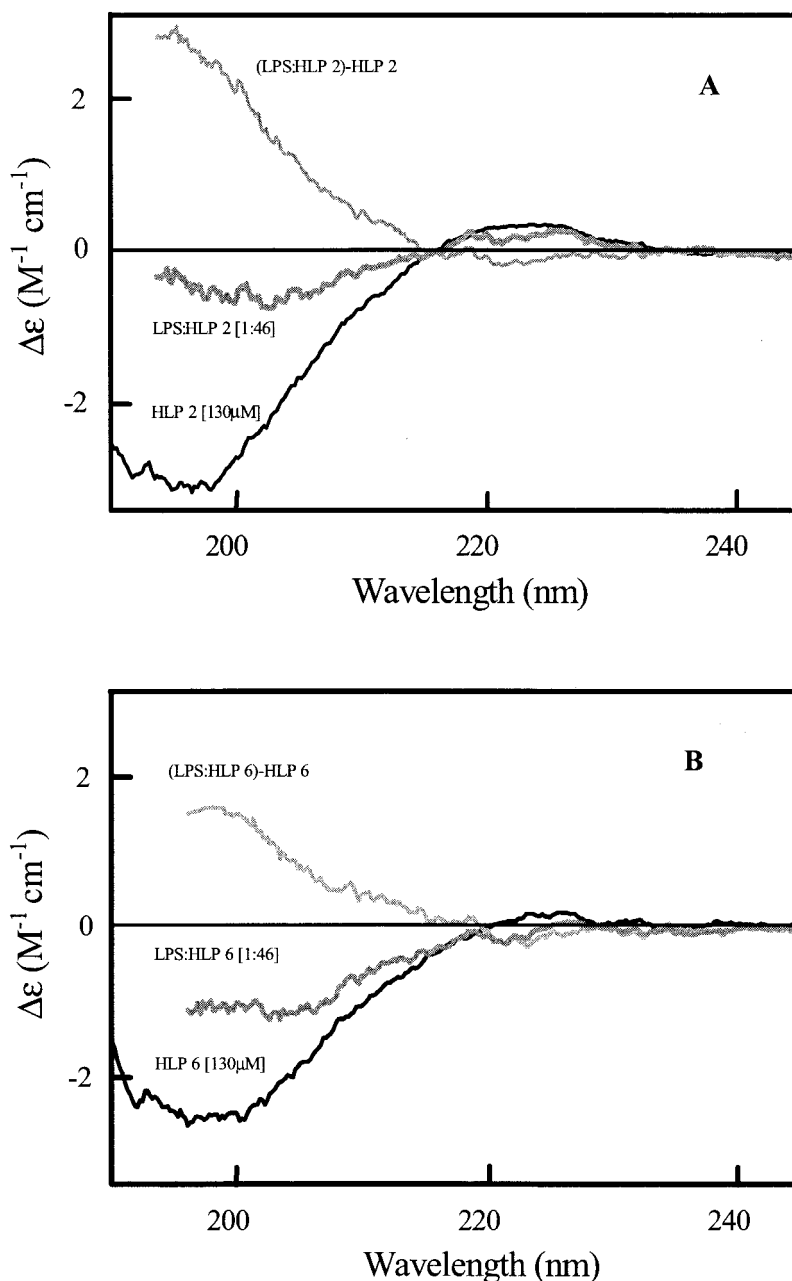 (LPS:HLP 2)-HLP 2
A
2
0
-2
Δε (M⁻¹ cm⁻¹)
LPS:HLP 2 [1:46]
HLP 2 [130μM]
200
220
240
Wavelength (nm)
(LPS:HLP 6)-HLP 6
B
2
0
-2
Δε (M⁻¹ cm⁻¹)
LPS:HLP 6 [1:46]
HLP 6 [130μM]
200
220
240
Wavelength (nm)